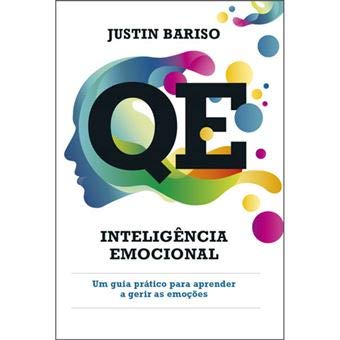 JUSTIN BARISO
QE
INTELIGÊNCIA
EMOCIONAL
Um guia prático para aprender
a gerir as emoções